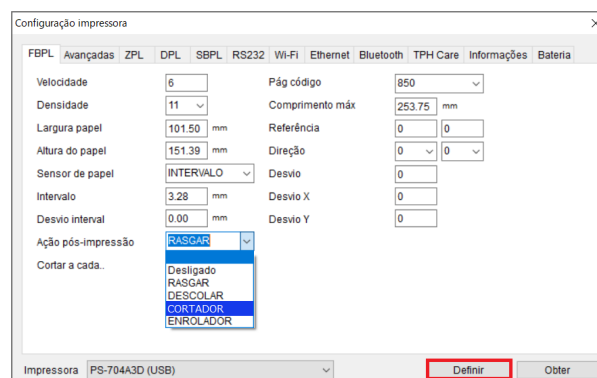 Configuração impressora
FBPL Avançadas ZPL DPL SBPL RS232 Wi-Fi Ethernet Bluetooth TPH Care Informações Bateria
Velocidade 6 Pág código 850
Densidade 11 Comprimento máx 253.75 mm
Largura papel 101.50 mm Referência 0 0
Altura do papel 151.39 mm Direção 0 0
Sensor de papel INTERVALO Desvio 0
Intervalo 3.28 mm Desvio X 0
Desvio interval 0.00 mm Desvio Y 0
Ação pós-impressão RASGAR
Cortar a cada..
Desligado
RASGAR
DESCOLAR
CORTADOR
ENROLADOR
Impressora PS-704A3D (USB) Definir Obter